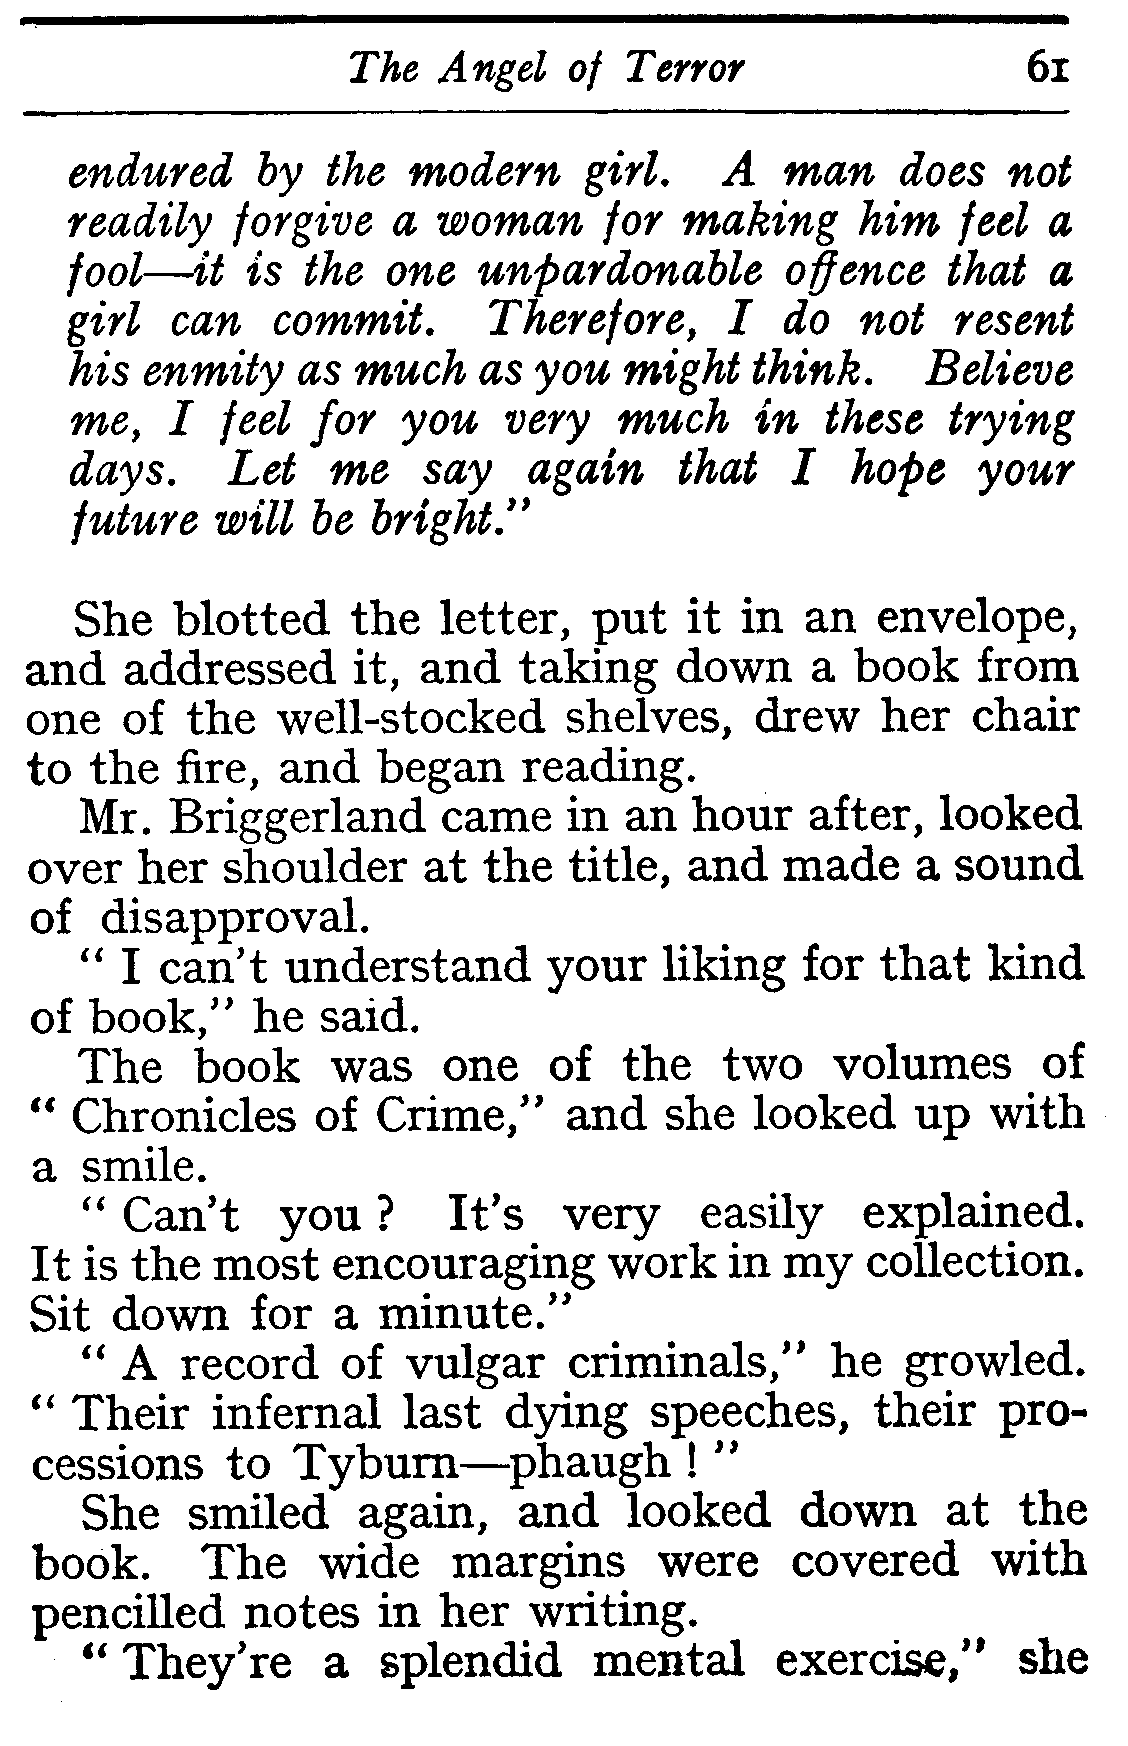 The Angel of Terror 61
endured by the modern girl. A man does not
readily forgive a woman for making him feel a
fool—it is the one unpardonable offence that a
girl can commit. Therefore, I do not resent
his enmity as much as you might think. Believe
me, I feel for you very much in these trying
days. Let me say again that I hope your
future will be bright.”
She blotted the letter, put it in an envelope,
and addressed it, and taking down a book from
one of the well-stocked shelves, drew her chair
to the fire, and began reading.
Mr. Briggerland came in an hour after, looked
over her shoulder at the title, and made a sound
of disapproval.
“ I can’t understand your liking for that kind
of book,” he said.
The book was one of the two volumes of
“ Chronicles of Crime,” and she looked up with
a smile.
“ Can’t you ? It’s very easily explained.
It is the most encouraging work in my collection.
Sit down for a minute.”
“ A record of vulgar criminals,” he growled.
“ Their infernal last dying speeches, their pro-
cessions to Tyburn—phaugh ! ”
She smiled again, and looked down at the
book. The wide margins were covered with
pencilled notes in her writing.
“ They’re a splendid mental exercise,” she